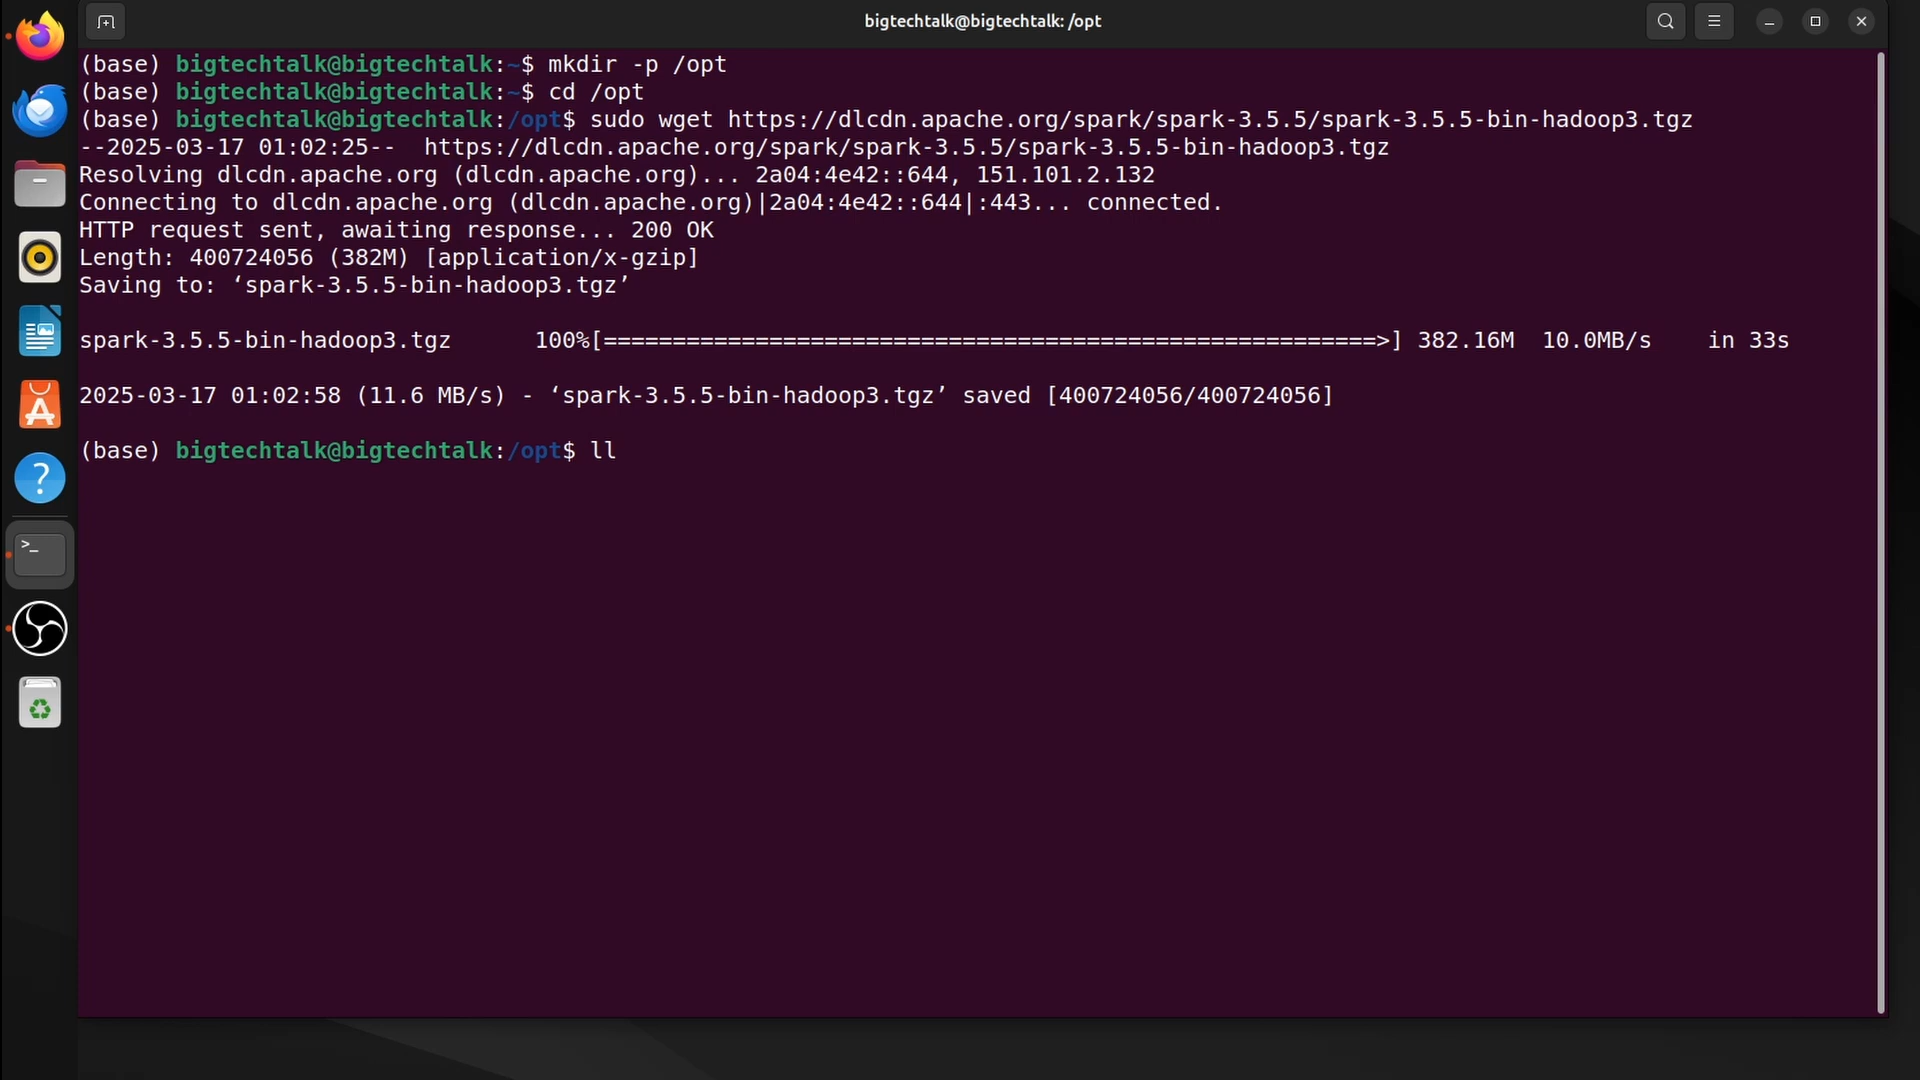 bigtechtalk@bigtechtalk: /opt
(base) bigtechtalk@bigtechtalk:~$ mkdir -p /opt
(base) bigtechtalk@bigtechtalk:~$ cd /opt
(base) bigtechtalk@bigtechtalk:/opt$ sudo wget https://dlcdn.apache.org/spark/spark-3.5.5/spark-3.5.5-bin-hadoop3.tgz
--2025-03-17 01:02:25--  https://dlcdn.apache.org/spark/spark-3.5.5/spark-3.5.5-bin-hadoop3.tgz
Resolving dlcdn.apache.org (dlcdn.apache.org)... 2a04:4e42::644, 151.101.2.132
Connecting to dlcdn.apache.org (dlcdn.apache.org)|2a04:4e42::644|:443... connected.
HTTP request sent, awaiting response... 200 OK
Length: 400724056 (382M) [application/x-gzip]
Saving to: ‘spark-3.5.5-bin-hadoop3.tgz’
spark-3.5.5-bin-hadoop3.tgz      100%[========================================================>] 382.16M  10.0MB/s    in 33s
2025-03-17 01:02:58 (11.6 MB/s) - ‘spark-3.5.5-bin-hadoop3.tgz’ saved [400724056/400724056]
(base) bigtechtalk@bigtechtalk:/opt$ ll